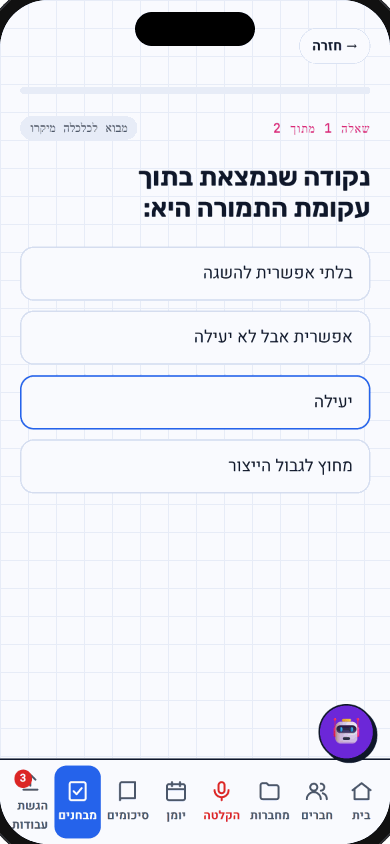 → חזרה
שאלה 1 מתוך 2
מבוא לכלכלה מיקרו
נקודה שנמצאת בתוך
עקומת התמורה היא:
בלתי אפשרית להשגה
אפשרית אבל לא יעילה
יעילה
מחוץ לגבול הייצור
בית
חברים
מחברות
הקלטה
יומן
סיכומים
מבחנים
3
הגשת
עבודות